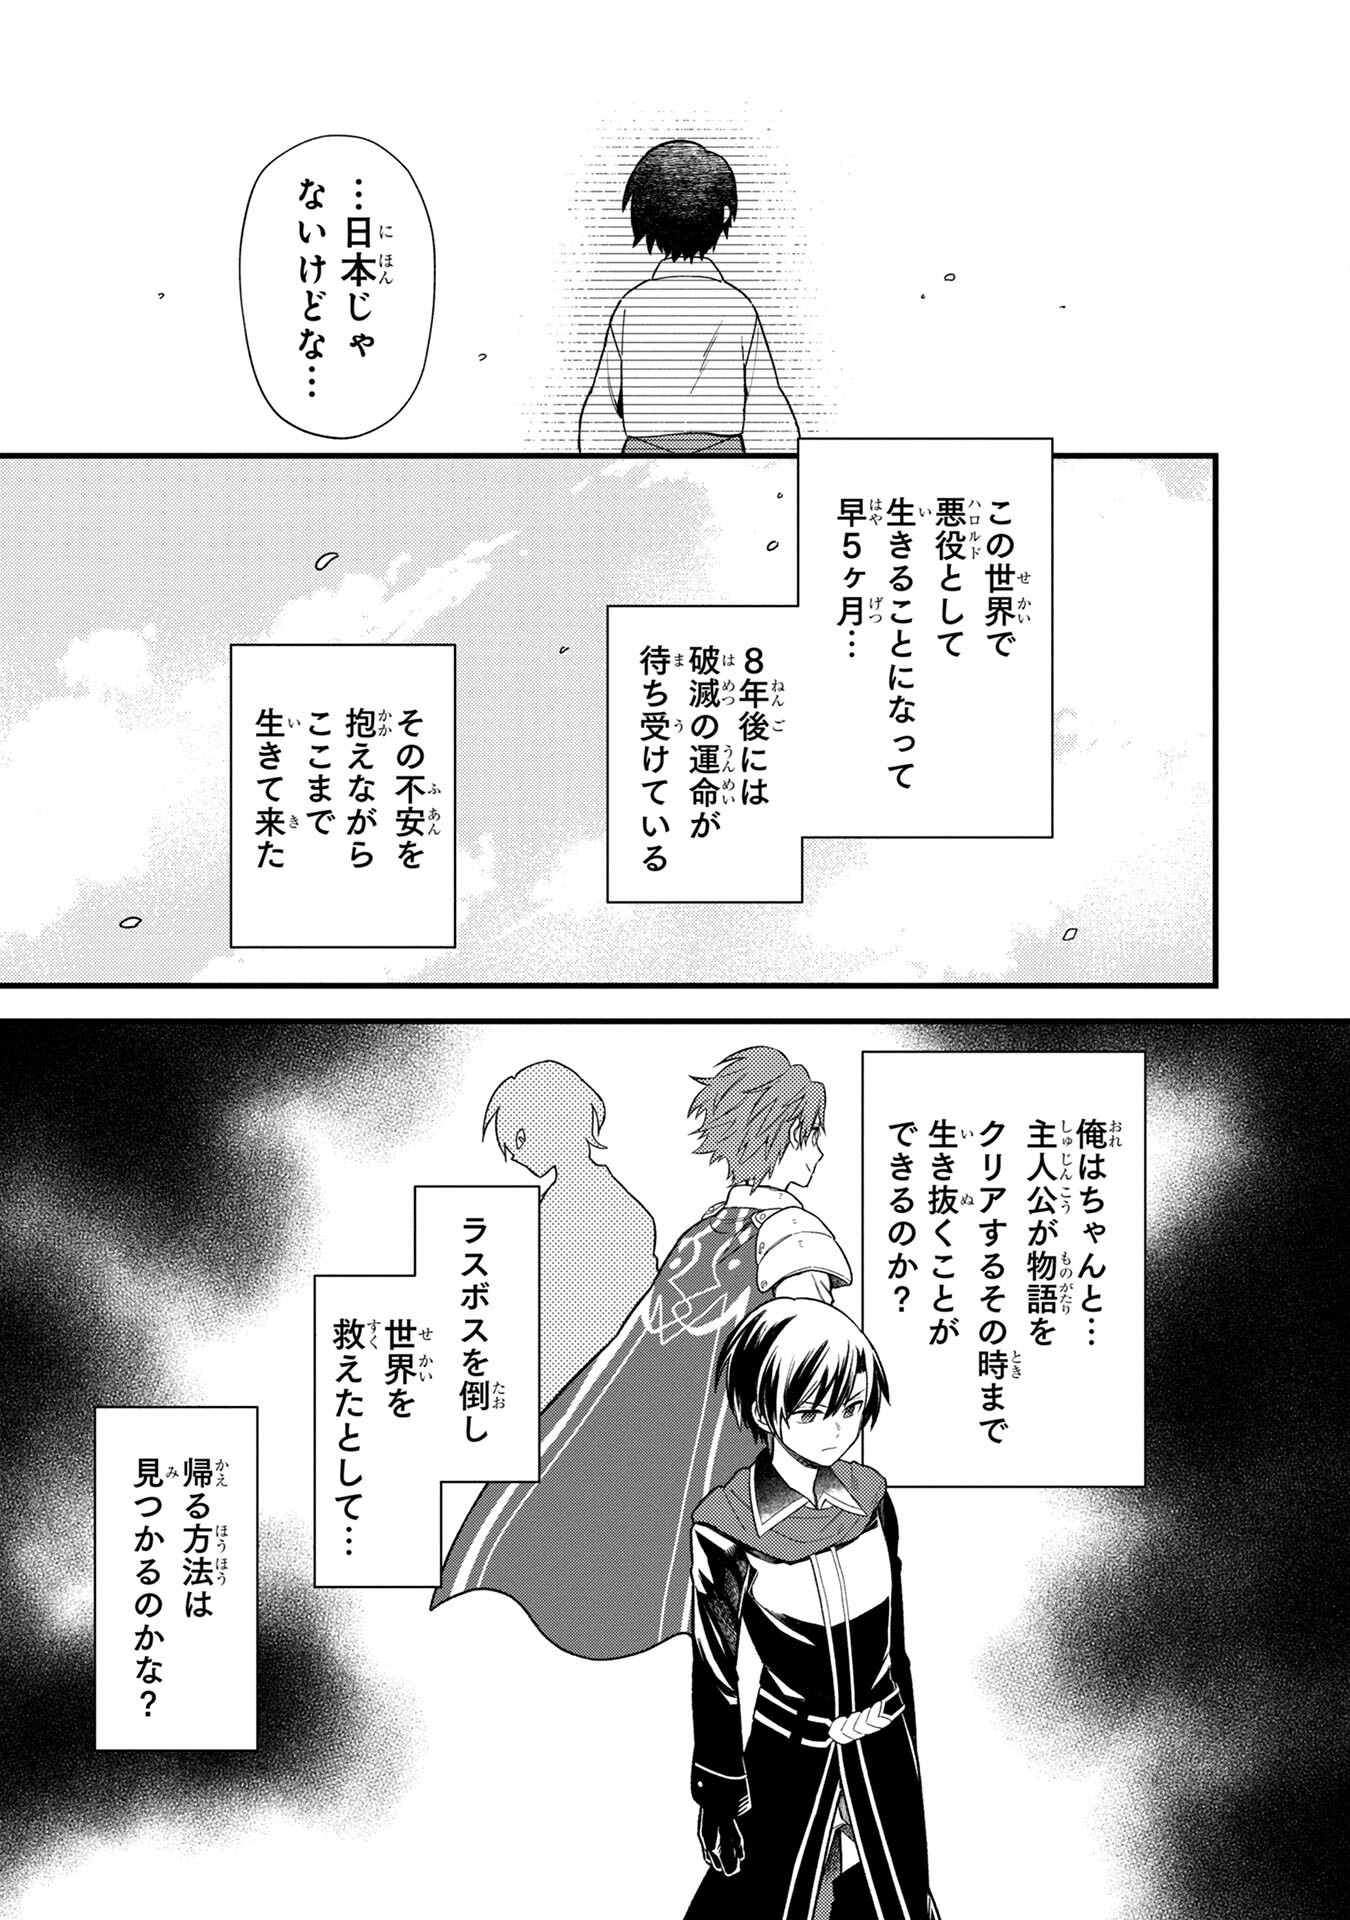 …日本じゃ
ないけどな…
この世界で
悪役として
生きることになって
早5ヶ月…
8年後には
破滅の運命が
待ち受けている
その不安を
抱えながら
ここまで
生きて来た
俺はちゃんと…
主人公が物語を
クリアするその時まで
生き抜くことが
できるのか?
ラスボスを倒し
世界を
救えたとして…
帰る方法は
見つかるのかな?